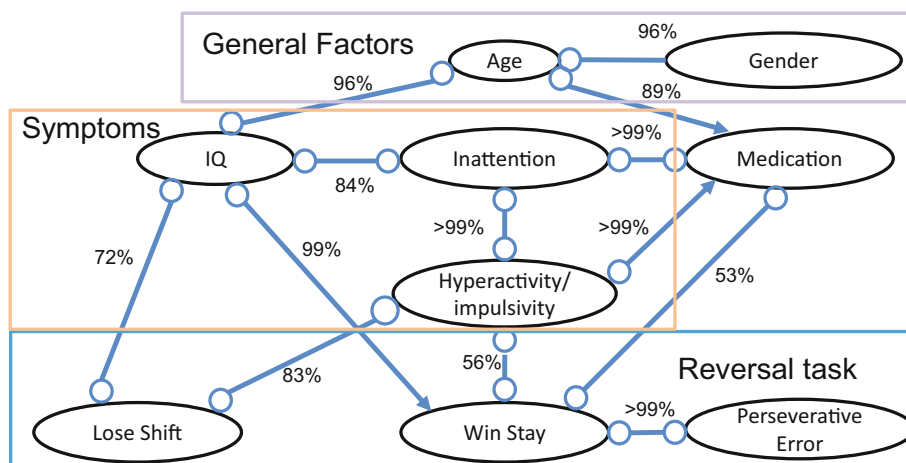 General Factors
Age
96%
Gender
96%
89%
Symptoms
IQ
84%
Inattention
>99%
Medication
>99%
>99%
72%
99%
Hyperactivity/
impulsivity
53%
83%
56%
Reversal task
Lose Shift
Win Stay
>99%
Perseverative
Error